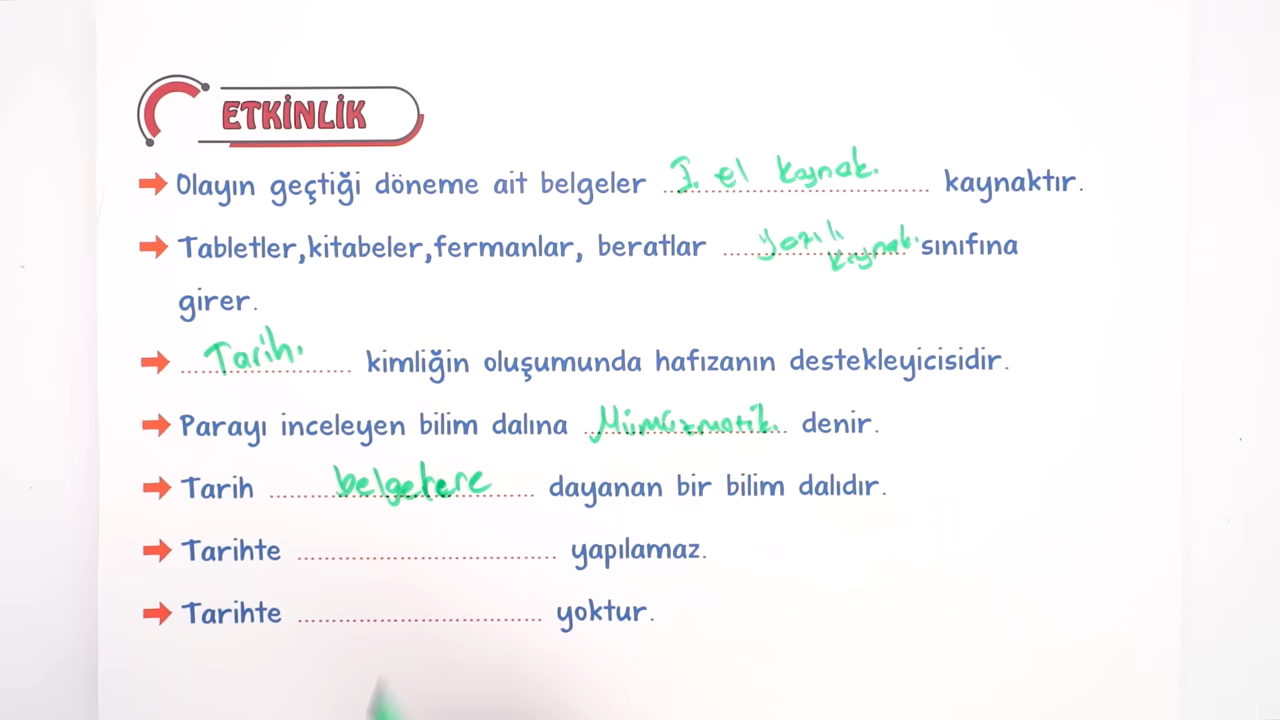 ETKİNLİK
→ Olayın geçtiği döneme ait belgeler I. el kaynak. kaynaktır.
→ Tabletler,kitabeler,fermanlar, beratlar yazılı kaynak. sınıfına
girer.
→ Tarih. kimliğin oluşumunda hafızanın destekleyicisidir.
→ Parayı inceleyen bilim dalına Nümüzmatik denir.
→ Tarih belgelere dayanan bir bilim dalıdır.
→ Tarihte ........................................ yapılamaz.
→ Tarihte ...................................... yoktur.